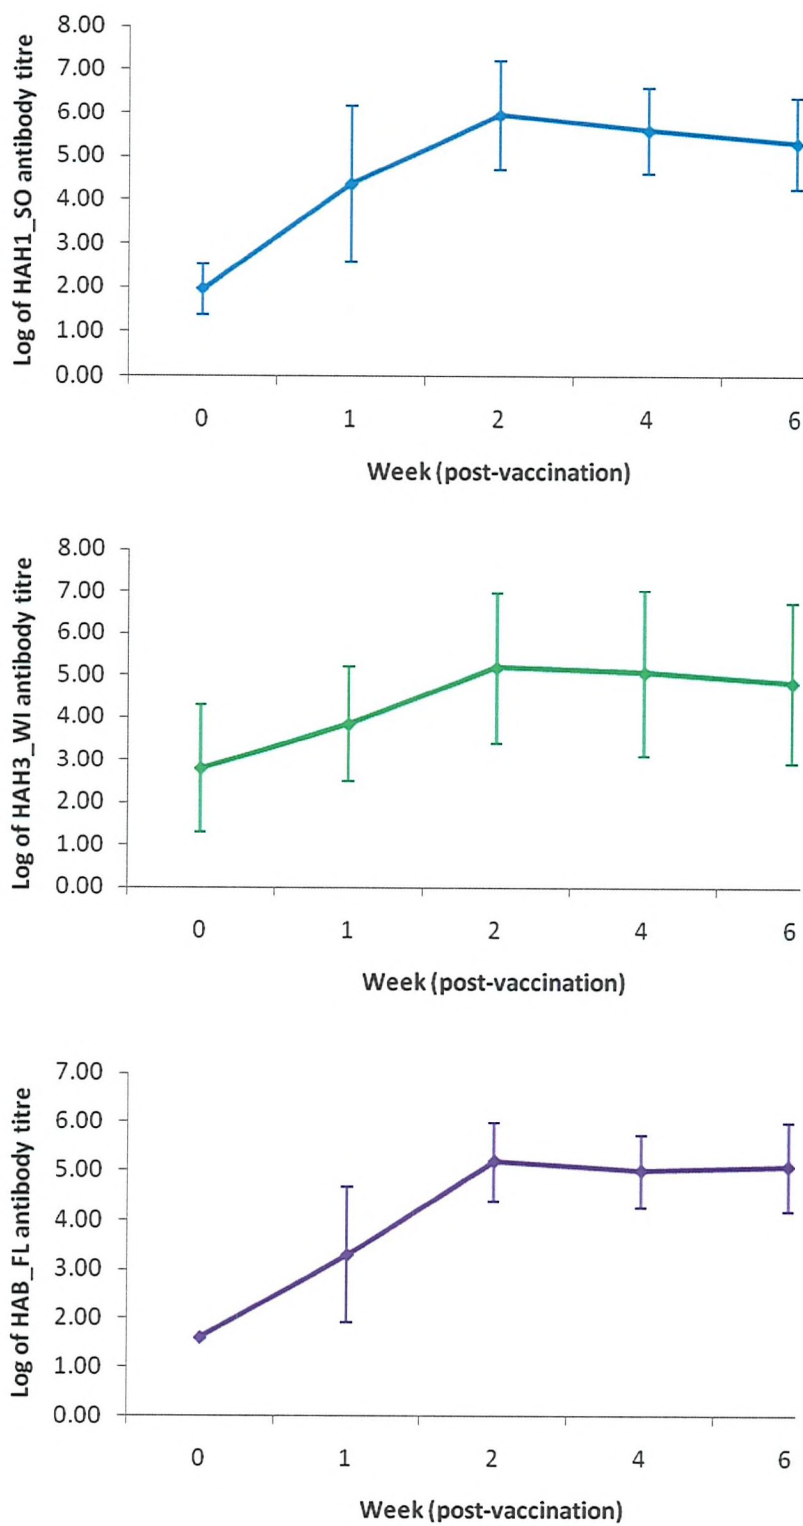 8.00
7.00
6.00
5.00
4.00
3.00
2.00
1.00
0.00
Log of HAH1_SO antibody titre
0 1 2 4 6
Week (post-vaccination)
8.00
7.00
6.00
5.00
4.00
3.00
2.00
1.00
0.00
Log of HAH3_WI antibody titre
0 1 2 4 6
Week (post-vaccination)
7.00
6.00
5.00
4.00
3.00
2.00
1.00
0.00
Log of HAB_FL antibody titre
0 1 2 4 6
Week (post-vaccination)